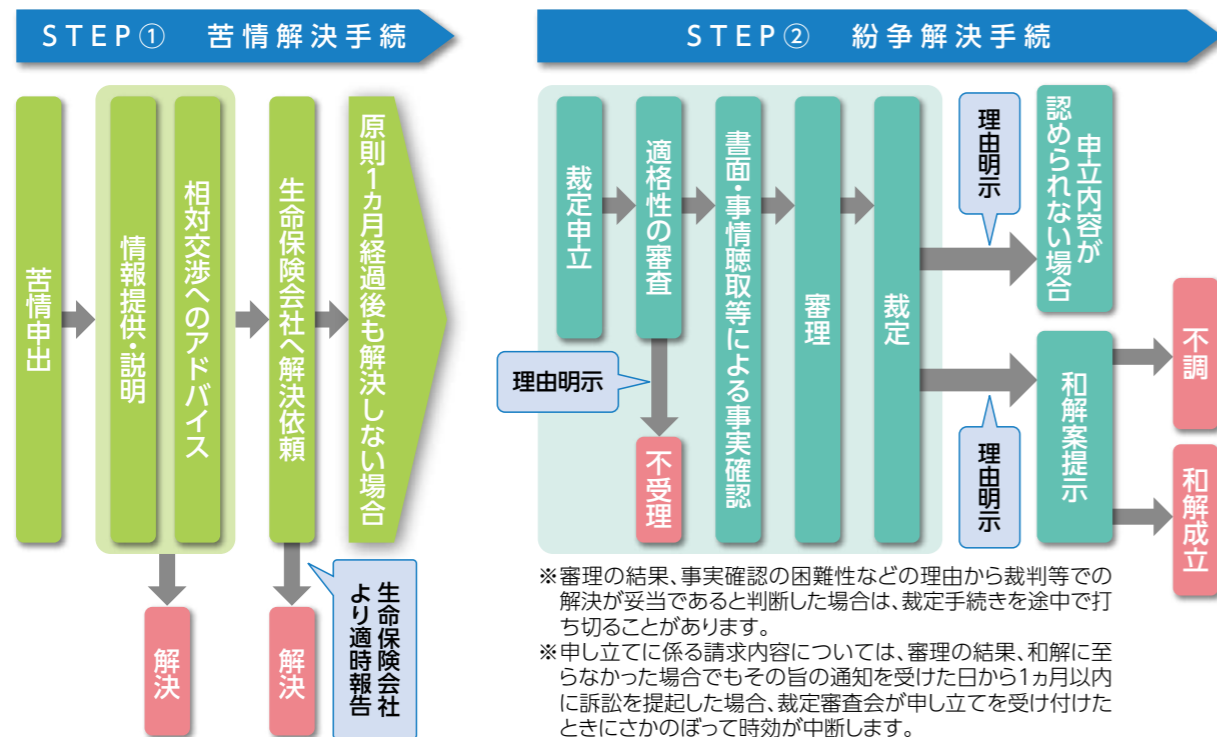 STEP① 苦情解決手続
苦情申出
情報提供・説明
相対交渉へのアドバイス
生命保険会社へ解決依頼
原則1ヵ月経過後も解決しない場合
解決
解決
生命保険会社
より適時報告
STEP② 紛争解決手続
裁定申立
適格性の審査
理由明示
不受理
書面・事情聴取等による事実確認
審理
裁定
理由明示
申立内容が
認められない場合
理由明示
和解案提示
不調
和解成立
※審理の結果、事実確認の困難性などの理由から裁判等での
解決が妥当であると判断した場合は、裁定手続きを途中で打
ち切ることがあります。
※申し立てに係る請求内容については、審理の結果、和解に至
らなかった場合でもその旨の通知を受けた日から1ヵ月以内
に訴訟を提起した場合、裁定審査会が申し立てを受け付けた
ときにさかのぼって時効が中断します。